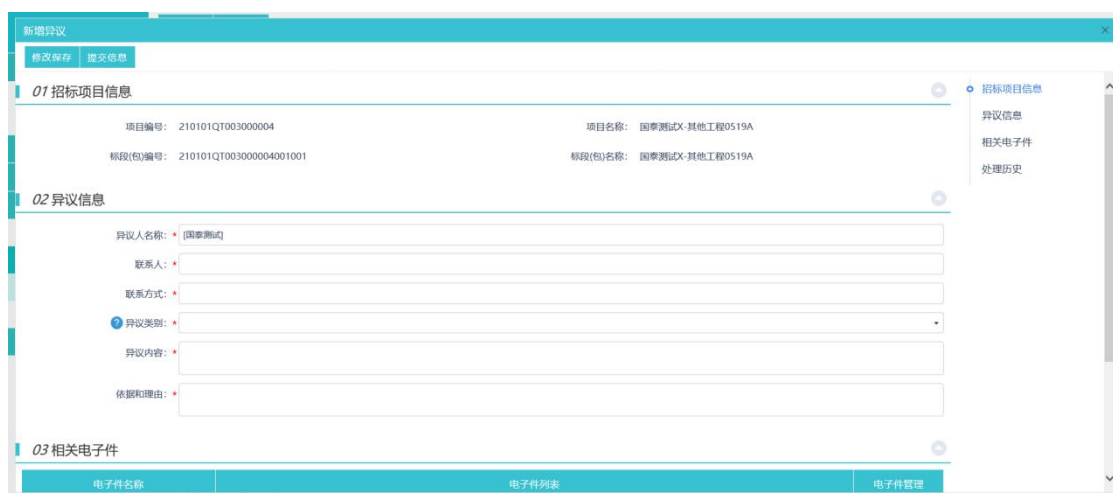 新增异议 ×
修改保存 提交信息
01 招标项目信息
项目编号: 210101QT003000004 项目名称: 国泰测试X-其他工程0519A
标段(包)编号: 210101QT003000004001001 标段(包)名称: 国泰测试X-其他工程0519A
02 异议信息
异议人名称: * [国泰测试]
联系人: *
联系方式: *
? 异议类别: *
异议内容: *
依据和理由: *
03 相关电子件
电子件名称 电子件列表 电子件管理
招标项目信息
异议信息
相关电子件
处理历史